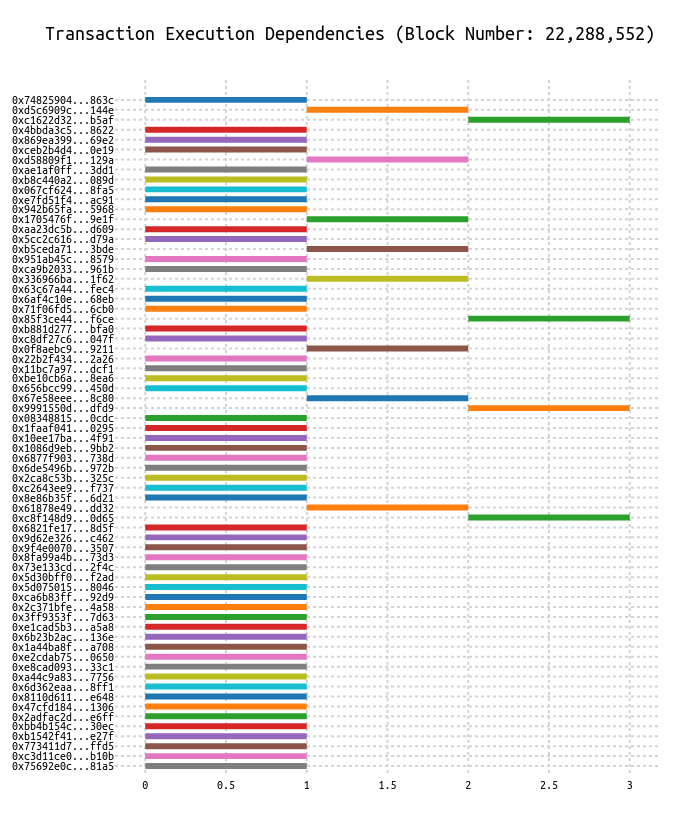 Transaction Execution Dependencies (Block Number: 22,288,552)
0x74825904...863c
0xd5c6909c...144e
0xc1622d32...b5af
0x4bbda3c5...8622
0x869ea399...69e2
0xceb2b4d4...0e19
0xd58809f1...129a
0xae1af0ff...3dd1
0xb8c440a2...089d
0x067cf624...8fa5
0xe7fd51f4...ac91
0x942b65fa...5968
0x1705476f...9e1f
0xaa23dc5b...d609
0x5cc2c616...d79a
0xb5ceda71...3bde
0x951ab45c...8579
0xca9b2033...961b
0x336966ba...1f62
0x63c67a44...fec4
0x6af4c10e...68eb
0x71f06fd5...6cb0
0x85f3ce44...f6ce
0xb881d277...bfa0
0xc8df27c6...047f
0x0f8aebc9...9211
0x22b2f434...2a26
0x11bc7a97...dcf1
0xbe10cb6a...8ea6
0x656bcc99...450d
0x67e58eee...8c80
0x9991550d...dfd9
0x08348815...0cdc
0x1faaf041...0295
0x10ee17ba...4f91
0x1086d9eb...9bb2
0x6877f903...738d
0x6de5496b...972b
0x2ca8c53b...325c
0xc2643ee9...f737
0x8e86b35f...6d21
0x61878e49...dd32
0xc8f148d9...0d65
0x6821fe17...8d5f
0x9d62e326...c462
0x9f4e0070...3507
0x8fa99a4b...73d3
0x73e133cd...2f4c
0x5d30bff0...f2ad
0x5d075015...8046
0xca6b83ff...92d9
0x2c371bfe...4a58
0x3ff9353f...7d63
0xe1cad5b3...a5a8
0x6b23b2ac...136e
0x1a44ba8f...a708
0xe2cdab75...0650
0xe8cad093...33c1
0xa44c9a83...7756
0x6d362eaa...8ff1
0x8110d611...e648
0x47cfd184...1306
0x2adfac2d...e6ff
0xbb4b154c...30ec
0xb1542f41...e27f
0x773411d7...ffd5
0xc3d11ce0...b10b
0x75692e0c...81a5
0 0.5 1 1.5 2 2.5 3